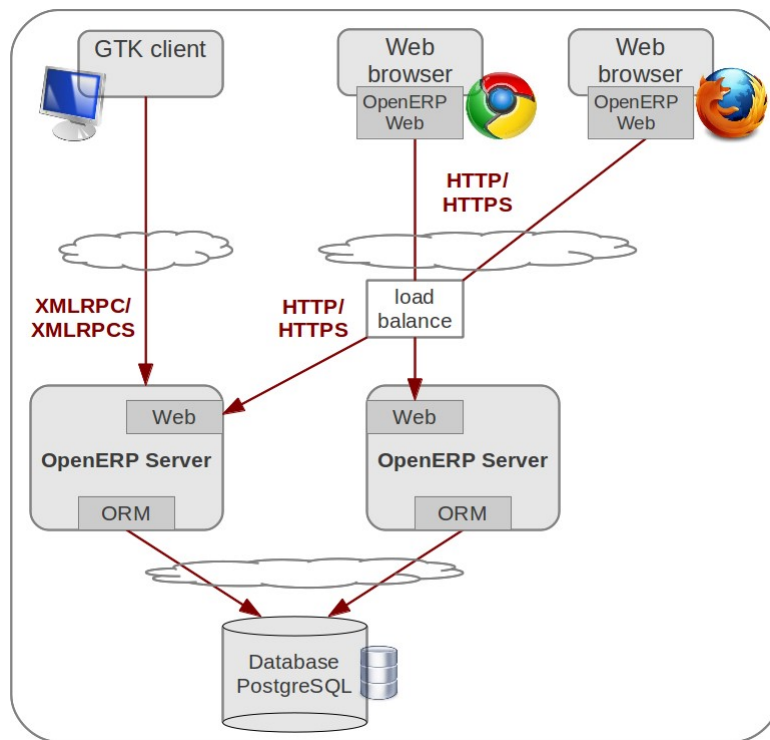 GTK client
Web
browser
OpenERP
Web
Web
browser
OpenERP
Web
HTTP/
HTTPS
XMLRPC/
XMLRPCS
HTTP/
HTTPS
load
balance
Web
OpenERP Server
ORM
Web
OpenERP Server
ORM
Database
PostgreSQL